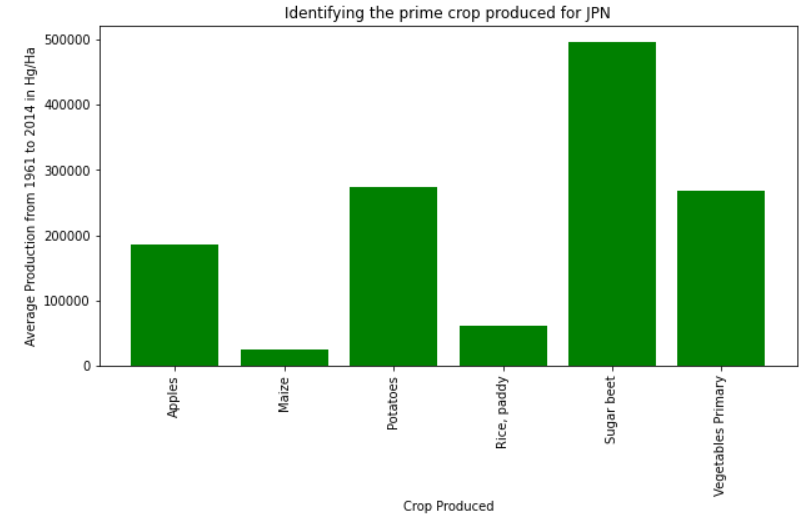 Identifying the prime crop produced for JPN
Average Production from 1961 to 2014 in Hg/Ha
500000
400000
300000
200000
100000
0
Apples
Maize
Potatoes
Rice, paddy
Sugar beet
Vegetables Primary
Crop Produced